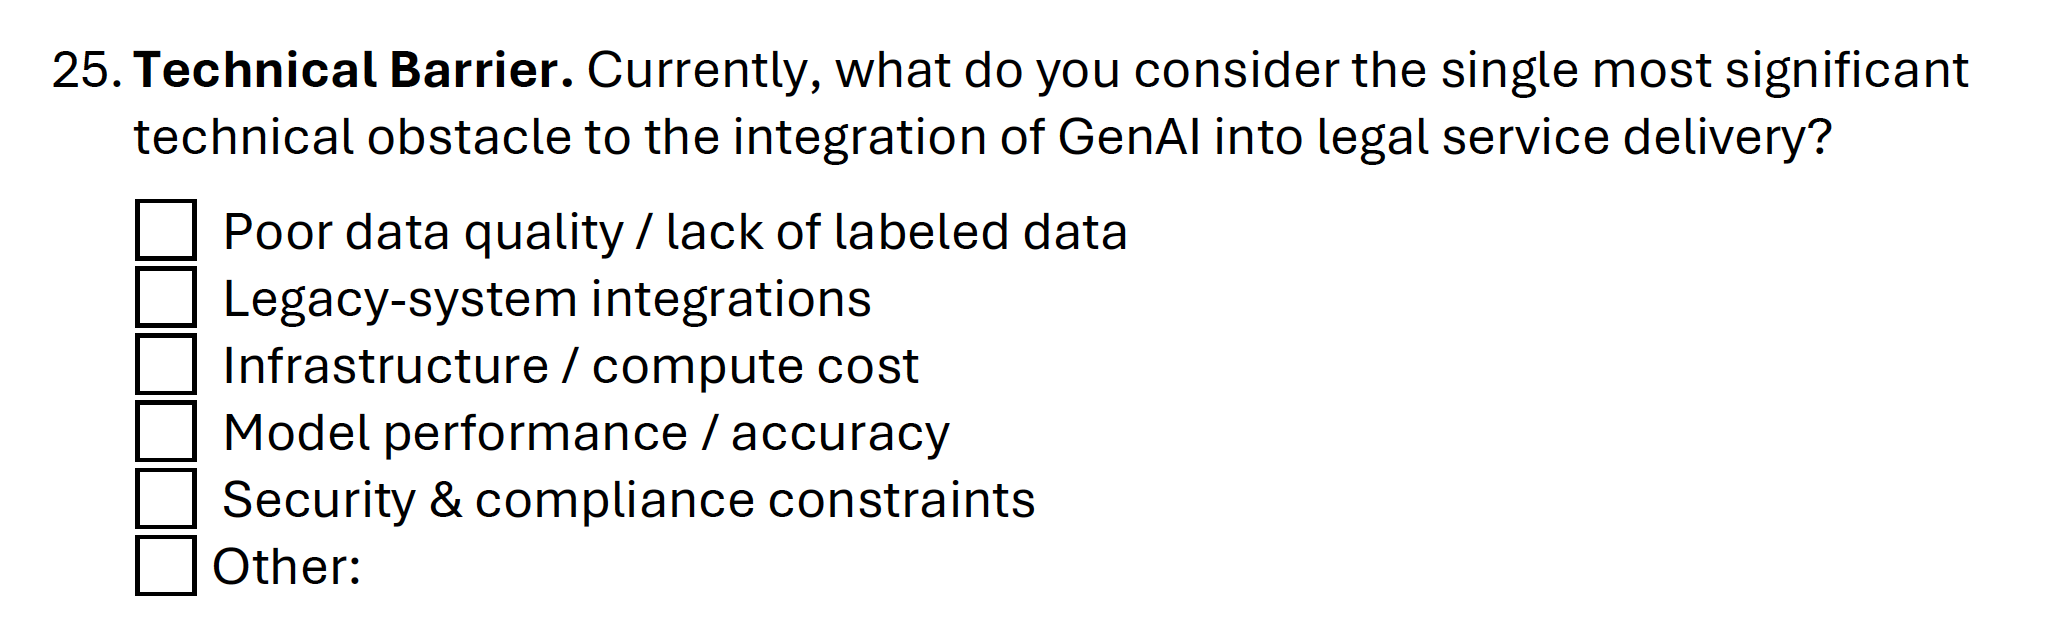 25. Technical Barrier. Currently, what do you consider the single most significant
technical obstacle to the integration of GenAI into legal service delivery?
Poor data quality / lack of labeled data
Legacy-system integrations
Infrastructure / compute cost
Model performance / accuracy
Security & compliance constraints
Other: